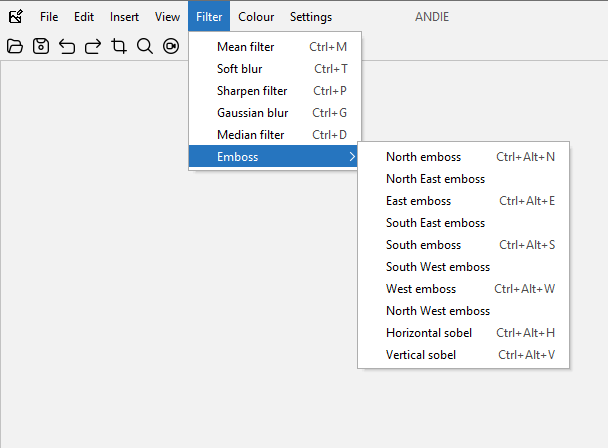 File Edit Insert View Filter Colour Settings ANDIE
Mean filter Ctrl+M
Soft blur Ctrl+T
Sharpen filter Ctrl+P
Gaussian blur Ctrl+G
Median filter Ctrl+D
Emboss
North emboss Ctrl+Alt+N
North East emboss
East emboss Ctrl+Alt+E
South East emboss
South emboss Ctrl+Alt+S
South West emboss
West emboss Ctrl+Alt+W
North West emboss
Horizontal sobel Ctrl+Alt+H
Vertical sobel Ctrl+Alt+V